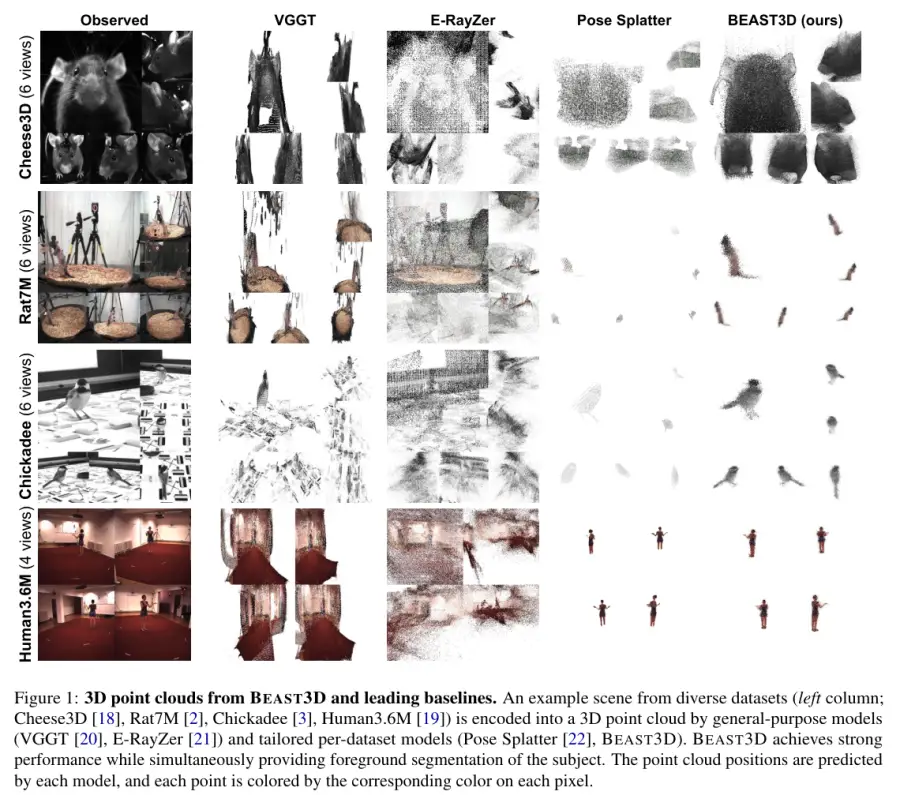 Observed VGGT E-RayZer Pose Splatter BEAST3D (ours)
Cheese3D (6 views)
Rat7M (6 views)
Chickadee (6 views)
Human3.6M (4 views)
Figure 1: 3D point clouds from BEAST3D and leading baselines. An example scene from diverse datasets (left column;
Cheese3D [18], Rat7M [2], Chickadee [3], Human3.6M [19]) is encoded into a 3D point cloud by general-purpose models
(VGGT [20], E-RayZer [21]) and tailored per-dataset models (Pose Splatter [22], BEAST3D). BEAST3D achieves strong
performance while simultaneously providing foreground segmentation of the subject. The point cloud positions are predicted
by each model, and each point is colored by the corresponding color on each pixel.